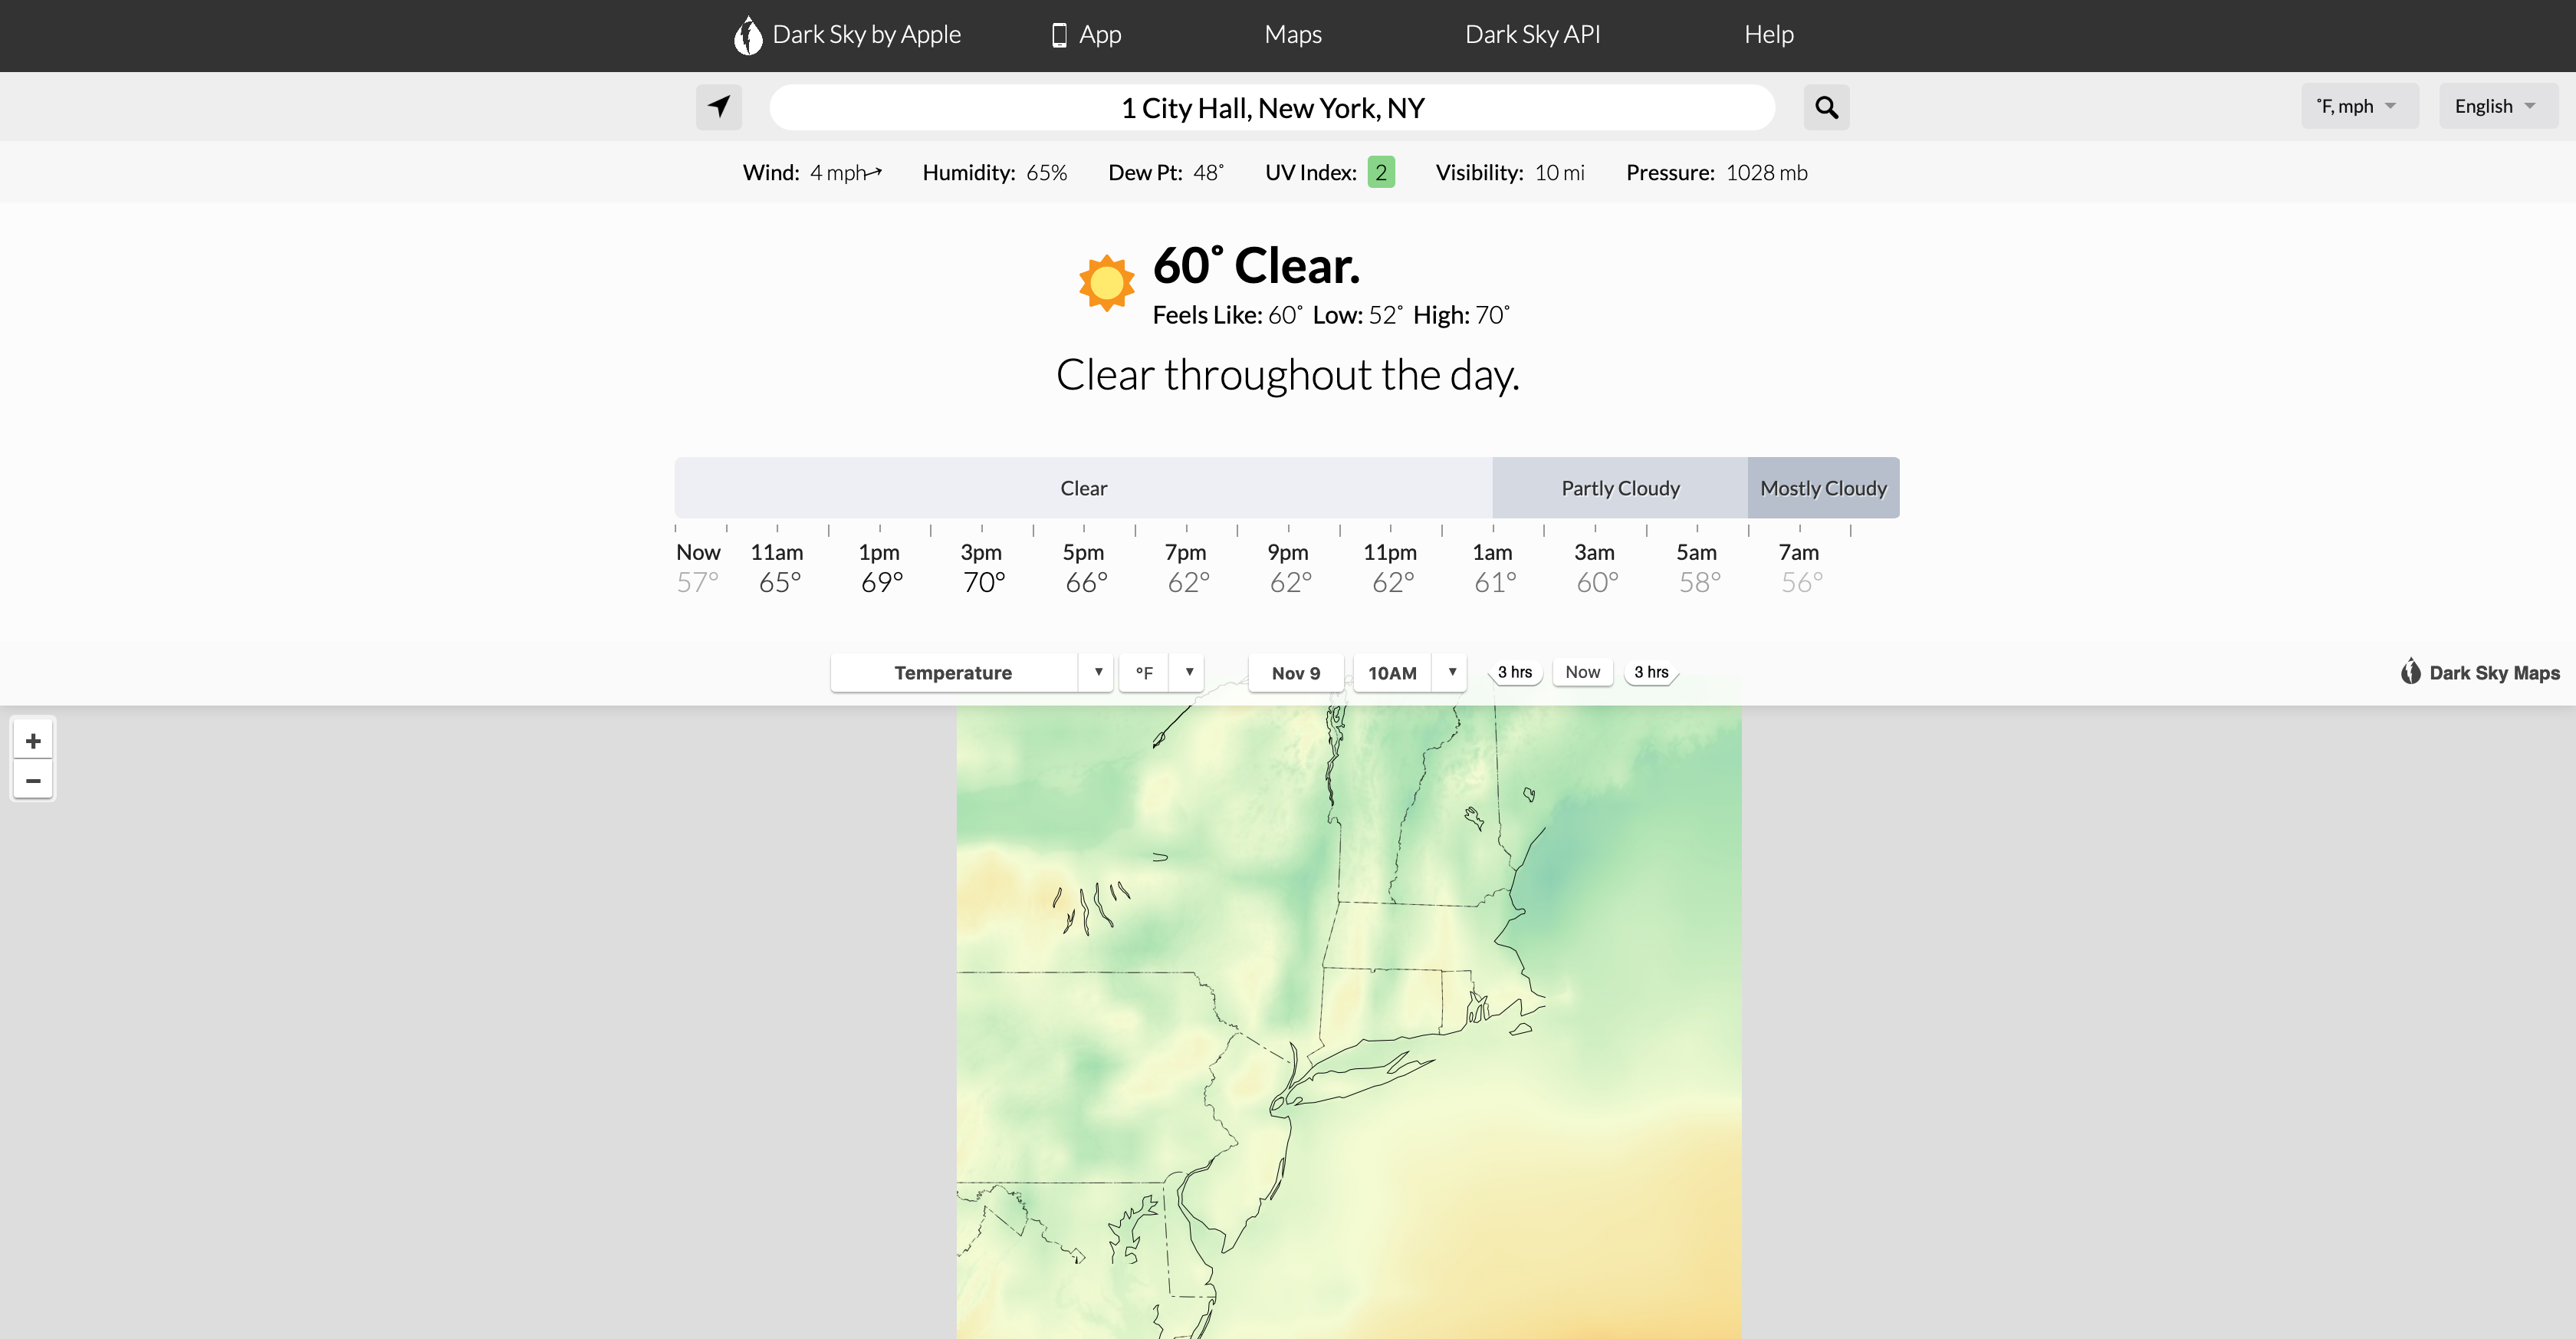 Dark Sky by Apple App Maps Dark Sky API Help
1 City Hall, New York, NY ˚F, mph English
Wind: 4 mph Humidity: 65% Dew Pt: 48˚ UV Index: 2 Visibility: 10 mi Pressure: 1028 mb
60˚ Clear.
Feels Like: 60˚ Low: 52˚ High: 70˚
Clear throughout the day.
Clear Partly Cloudy Mostly Cloudy
Now 11am 1pm 3pm 5pm 7pm 9pm 11pm 1am 3am 5am 7am
57° 65° 69° 70° 66° 62° 62° 62° 61° 60° 58° 56°
Temperature °F Nov 9 10AM 3 hrs Now 3 hrs Dark Sky Maps
+
−